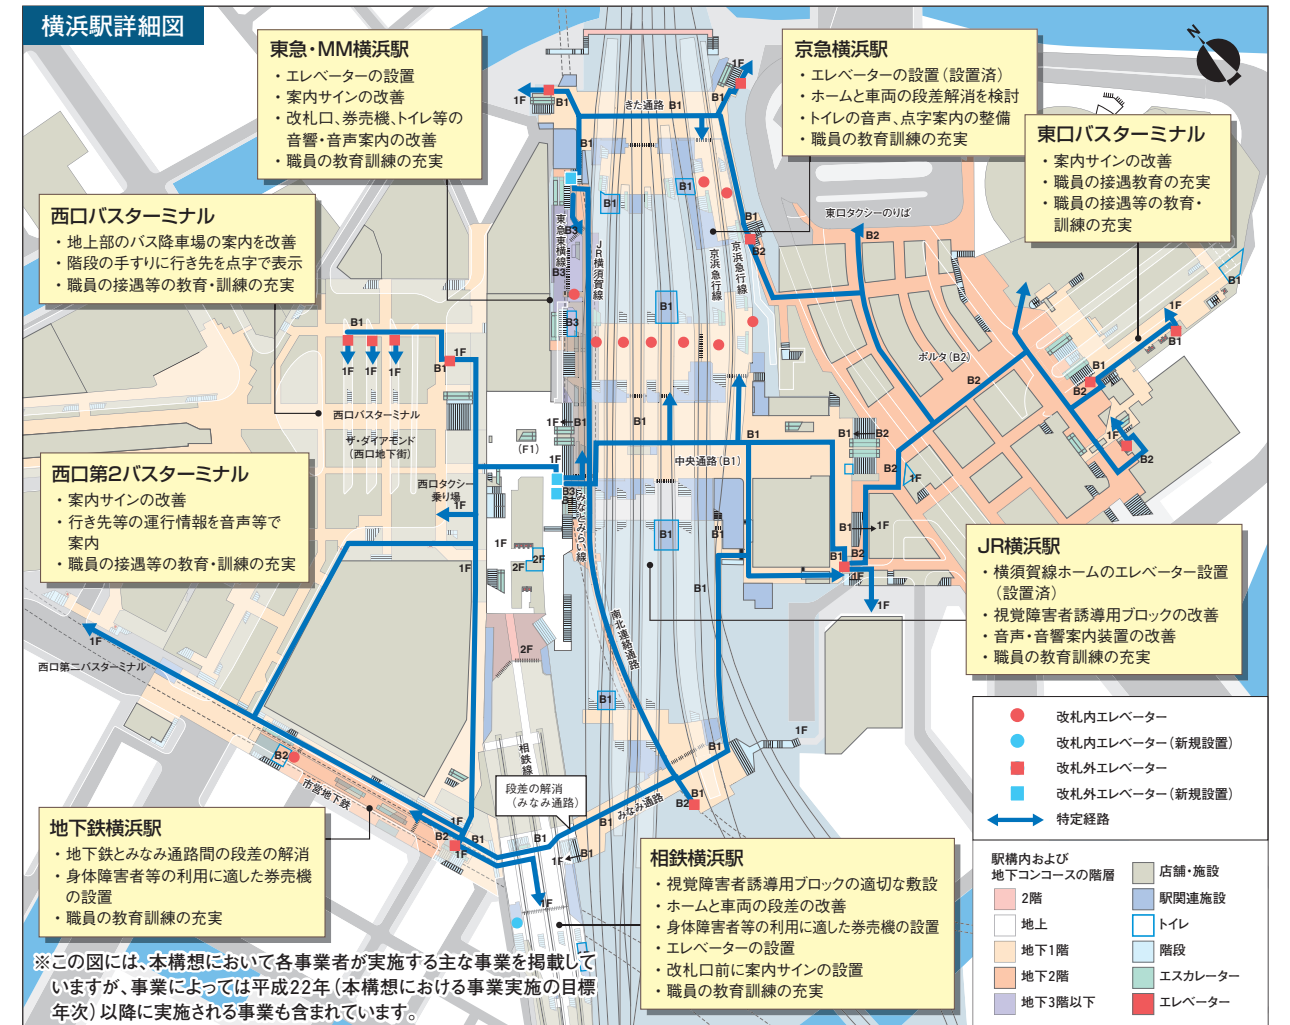 横浜駅詳細図
東急・MM横浜駅
・エレベーターの設置
・案内サインの改善
・改札口、券売機、トイレ等の
音響・音声案内の改善
・職員の教育訓練の充実
京急横浜駅
・エレベーターの設置（設置済）
・ホームと車両の段差解消を検討
・トイレの音声、点字案内の整備
・職員の教育訓練の充実
東口バスターミナル
・案内サインの改善
・職員の接遇教育の充実
・職員の接遇等の教育・
訓練の充実
西口バスターミナル
・地上部のバス降車場の案内を改善
・階段の手すりに行き先を点字で表示
・職員の接遇等の教育・訓練の充実
西口第2バスターミナル
・案内サインの改善
・行き先等の運行情報を音声等で
案内
・職員の接遇等の教育・訓練の充実
JR横浜駅
・横須賀線ホームのエレベーター設置
（設置済）
・視覚障害者誘導用ブロックの改善
・音声・音響案内装置の改善
・職員の教育訓練の充実
地下鉄横浜駅
・地下鉄とみなみ通路間の段差の解消
・身体障害者等の利用に適した券売機
の設置
・職員の教育訓練の充実
相鉄横浜駅
・視覚障害者誘導用ブロックの適切な敷設
・ホームと車両の段差の改善
・身体障害者等の利用に適した券売機の設置
・エレベーターの設置
・改札口前に案内サインの設置
・職員の教育訓練の充実
N
きた通路 B1
東急東横線
JR横須賀線
京浜急行線
京浜急行線
東口タクシーのりば
ポルタ（B2）
西口バスターミナル
ザ・ダイアモンド
（西口地下街）
（F1）
中央通路（B1）
西口タクシー
乗り場
みなとみらい線
南北連絡通路
西口第二バスターミナル
相鉄線
市営地下鉄
段差の解消
（みなみ通路）
みなみ通路
改札内エレベーター
改札内エレベーター（新規設置）
改札外エレベーター
改札外エレベーター（新規設置）
特定経路
駅構内および
地下コンコースの階層
2階
地上
地下1階
地下2階
地下3階以下
店舗・施設
駅関連施設
トイレ
階段
エスカレーター
エレベーター
※この図には、本構想において各事業者が実施する主な事業を掲載して
いますが、事業によっては平成22年（本構想における事業実施の目標
年次）以降に実施される事業も含まれています。